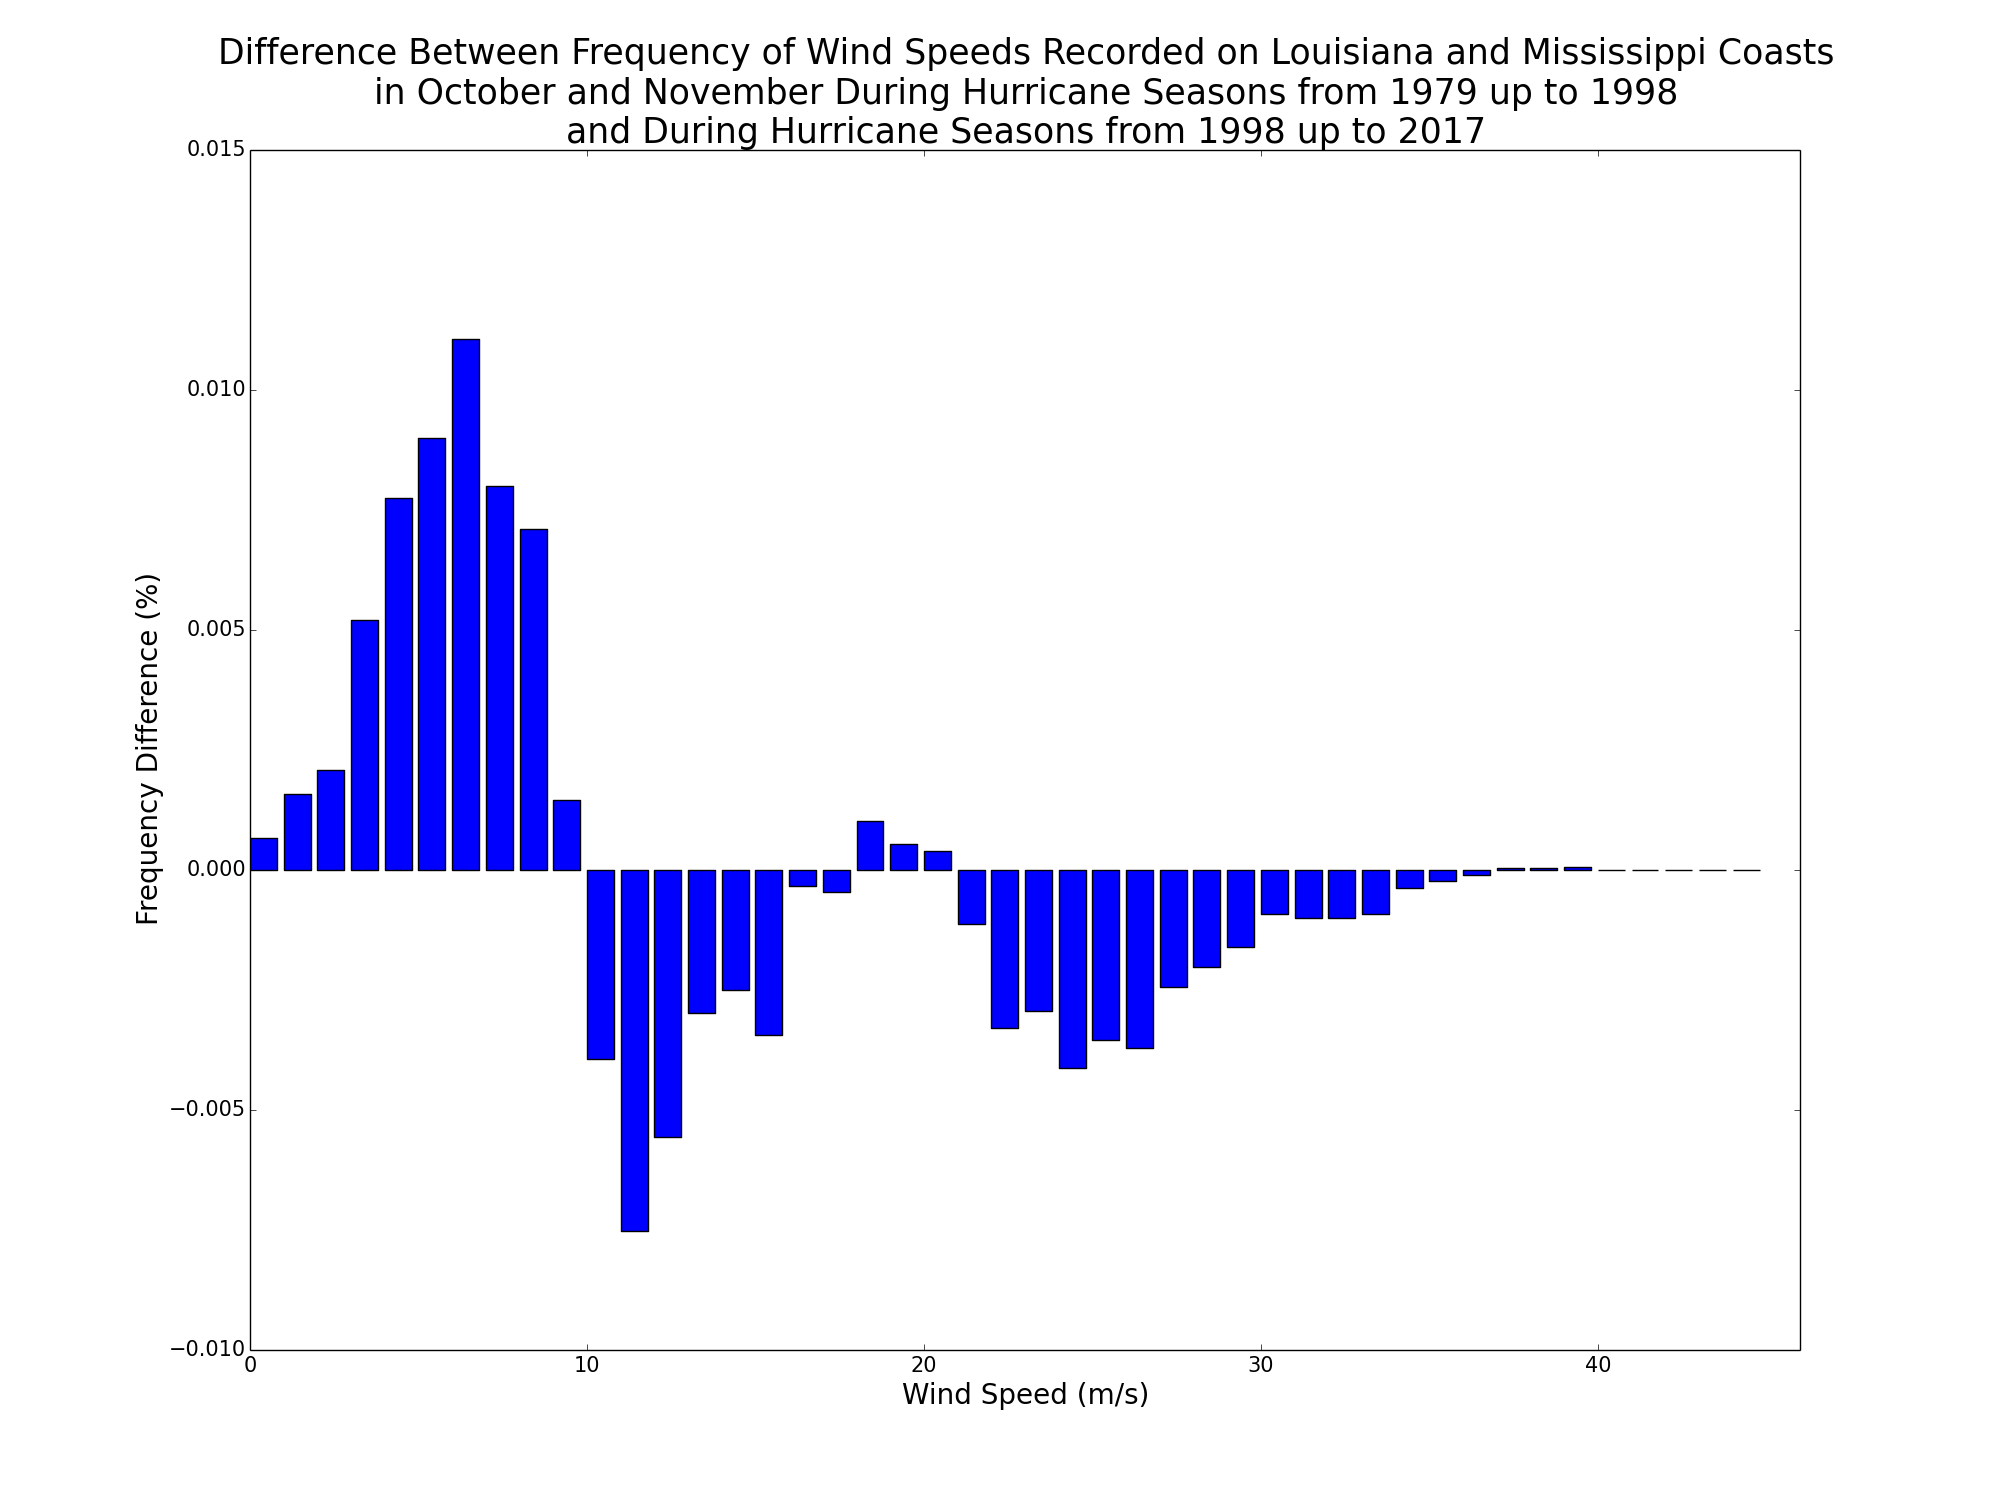 Difference Between Frequency of Wind Speeds Recorded on Louisiana and Mississippi Coasts
in October and November During Hurricane Seasons from 1979 up to 1998
and During Hurricane Seasons from 1998 up to 2017
0.015
0.010
0.005
0.000
−0.005
−0.010
Frequency Difference (%)
0 10 20 30 40
Wind Speed (m/s)